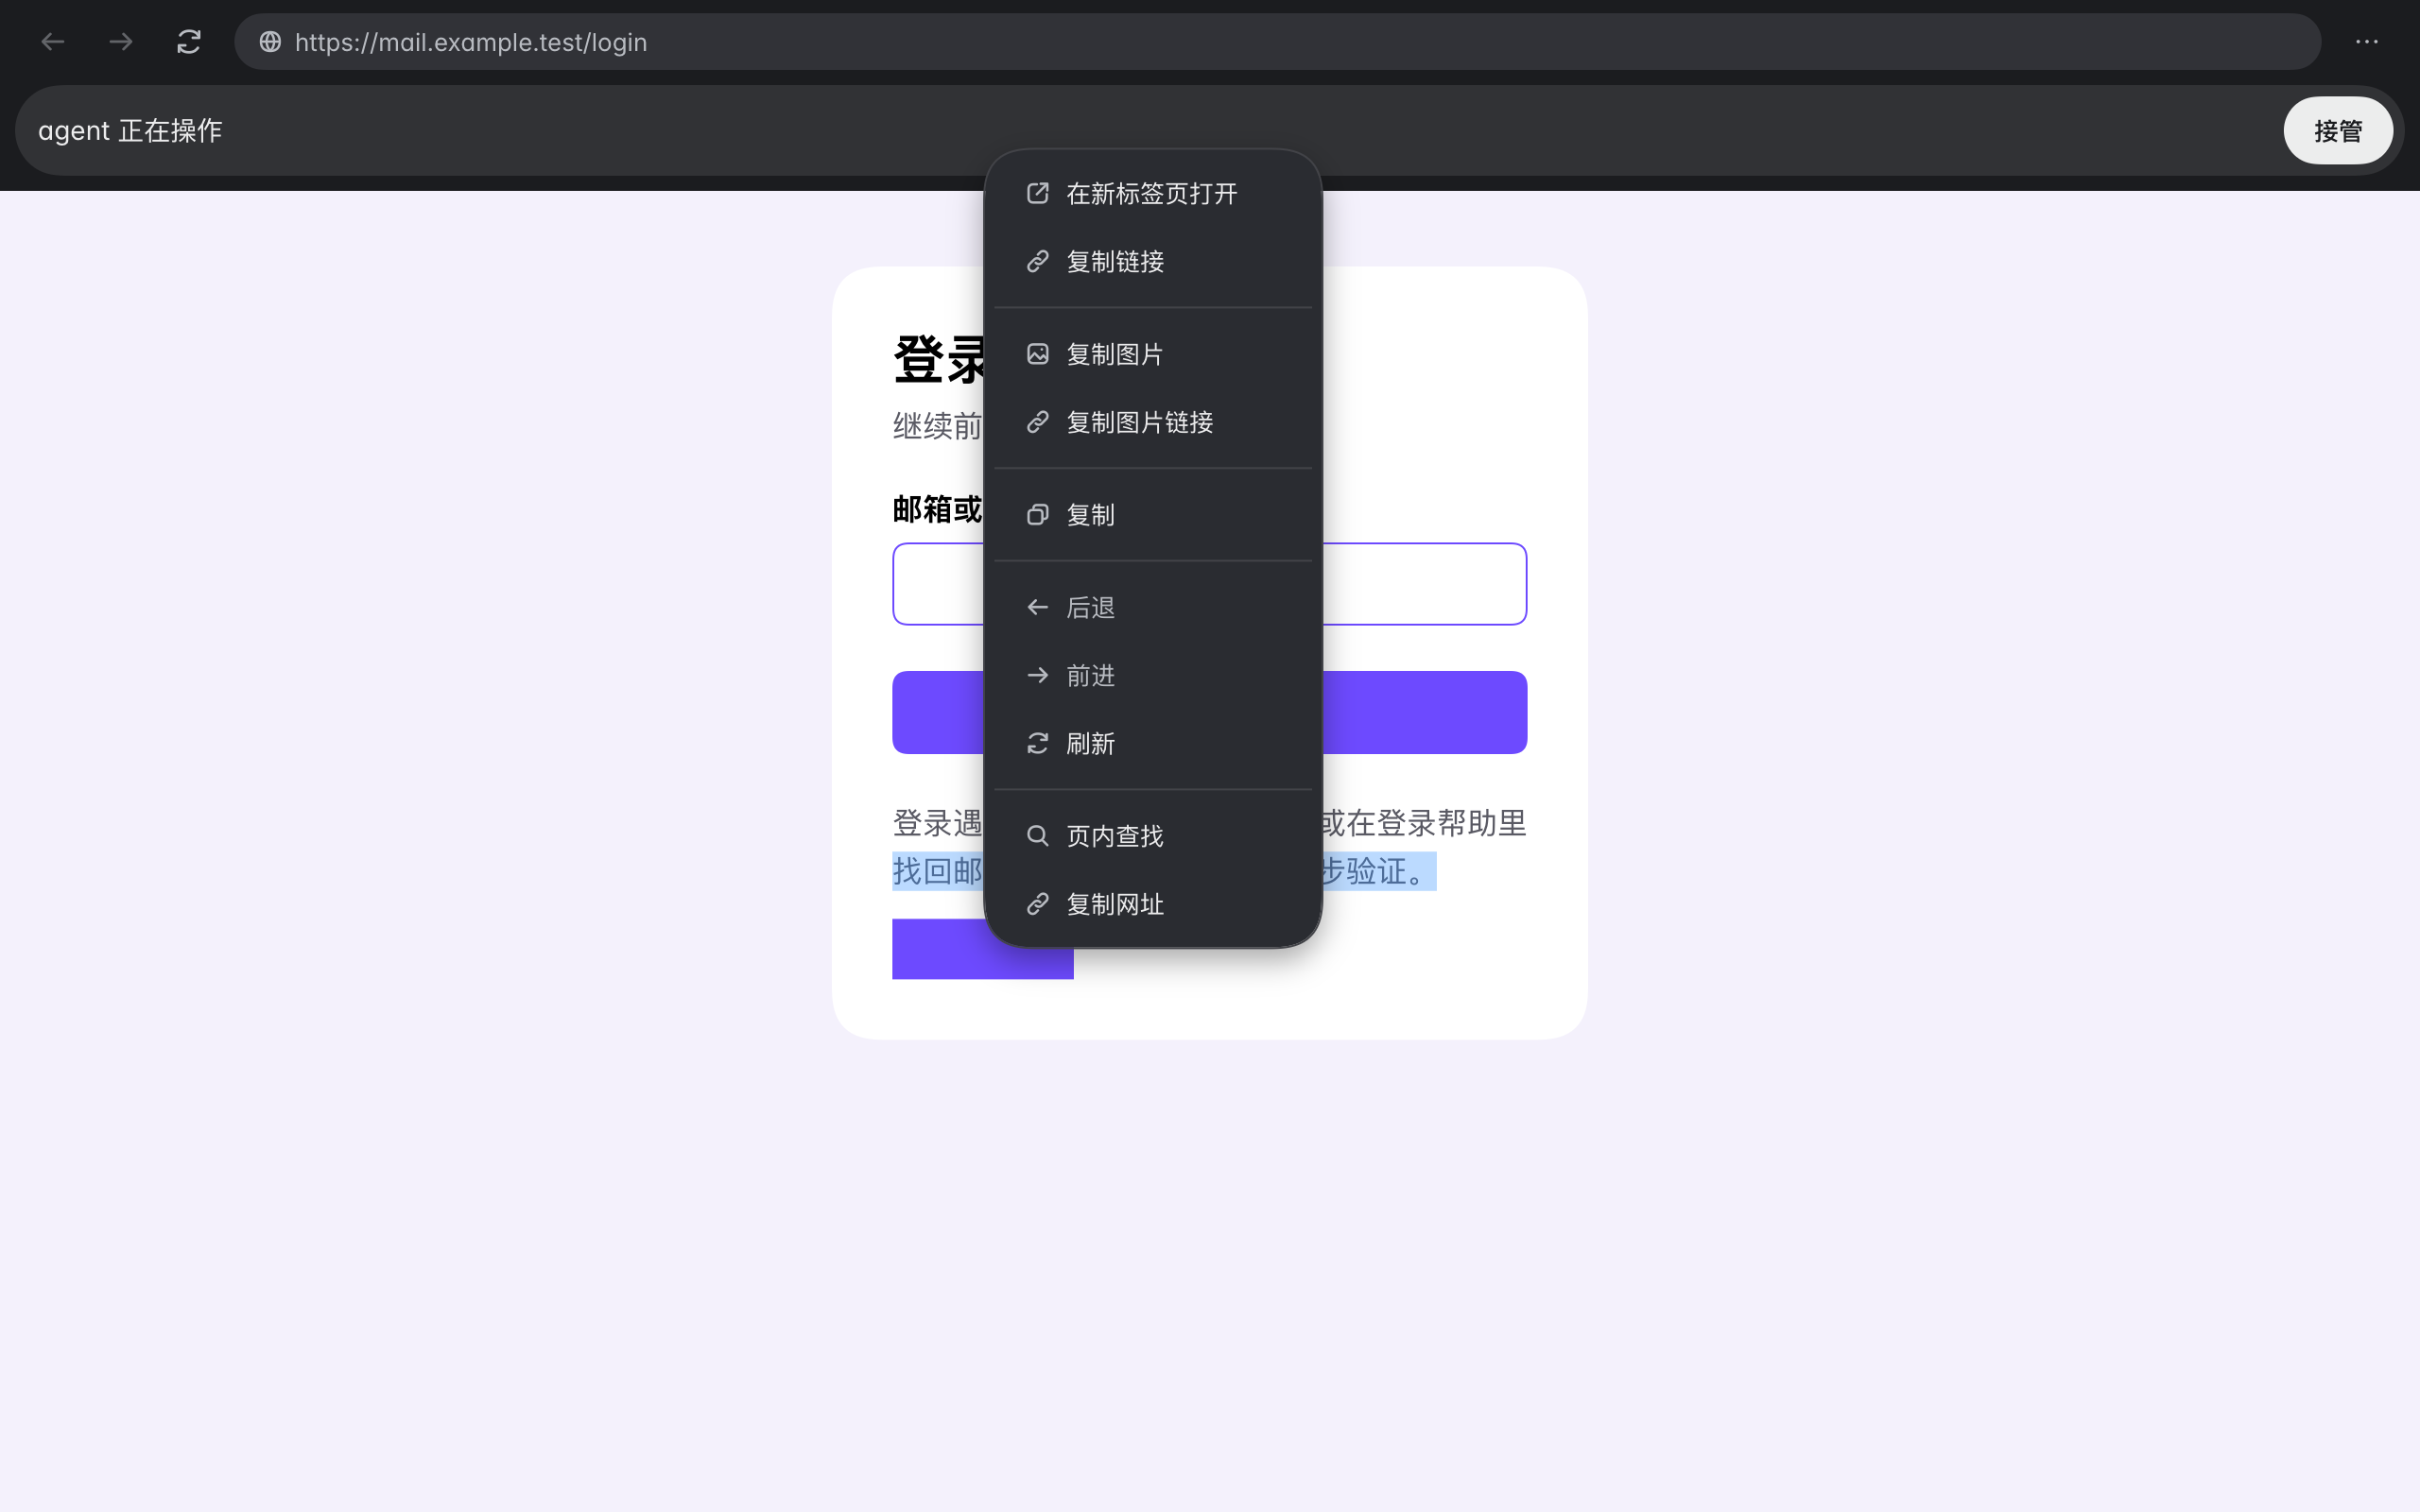 https://mail.example.test/login
agent 正在操作
接管
在新标签页打开
复制链接
复制图片
复制图片链接
复制
后退
前进
刷新
页内查找
复制网址
登录
继续前
邮箱或
登录遇
或在登录帮助里
找回邮
步验证。